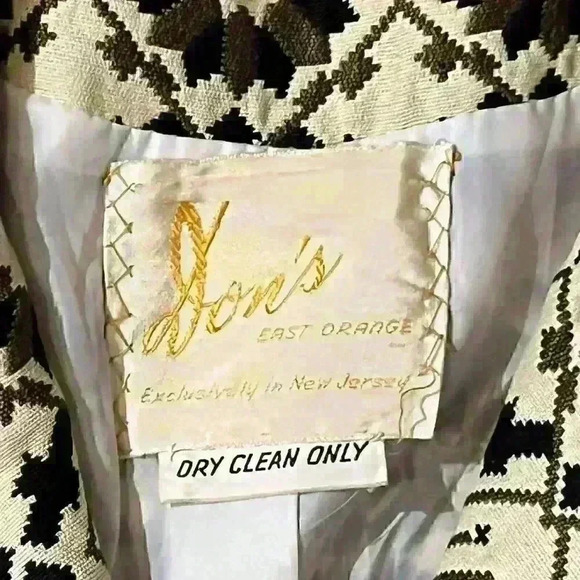 Don's
EAST ORANGE
Exclusively in New Jersey
DRY CLEAN ONLY